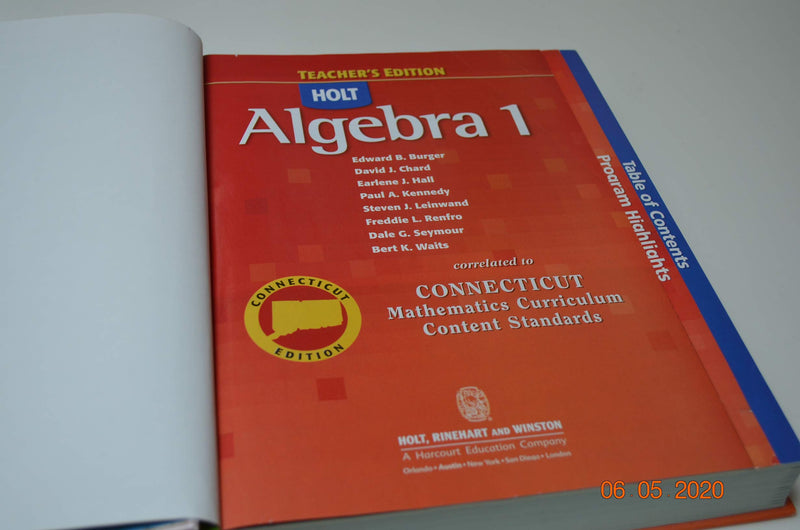 TEACHER'S EDITION
HOLT
Algebra 1
Edward B. Burger
David J. Chard
Earlene J. Hall
Paul A. Kennedy
Steven J. Leinwand
Freddie L. Renfro
Dale G. Seymour
Bert K. Waits
correlated to
CONNECTICUT
Mathematics Curriculum
Content Standards
CONNECTICUT
EDITION
HOLT, RINEHART AND WINSTON
A Harcourt Education Company
Orlando • Austin • New York • San Diego • London
Table of Contents
Program Highlights
06 05 2020